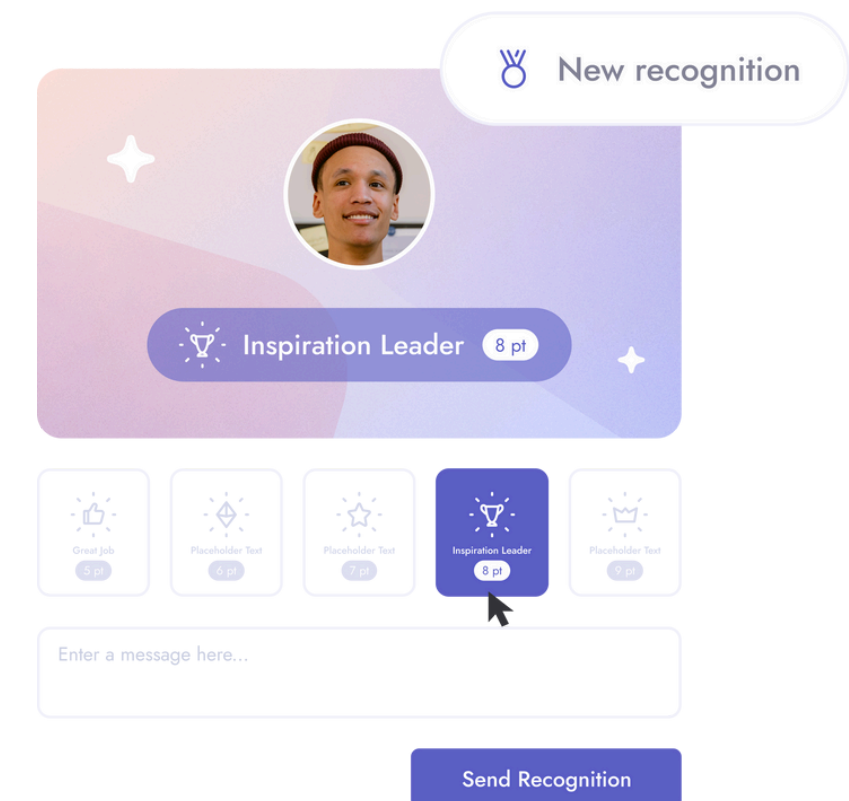 New recognition
Inspiration Leader 8 pt
Great Job
5 pt
Placeholder Text
6 pt
Placeholder Text
7 pt
Inspiration Leader
8 pt
Placeholder Text
9 pt
Enter a message here...
Send Recognition